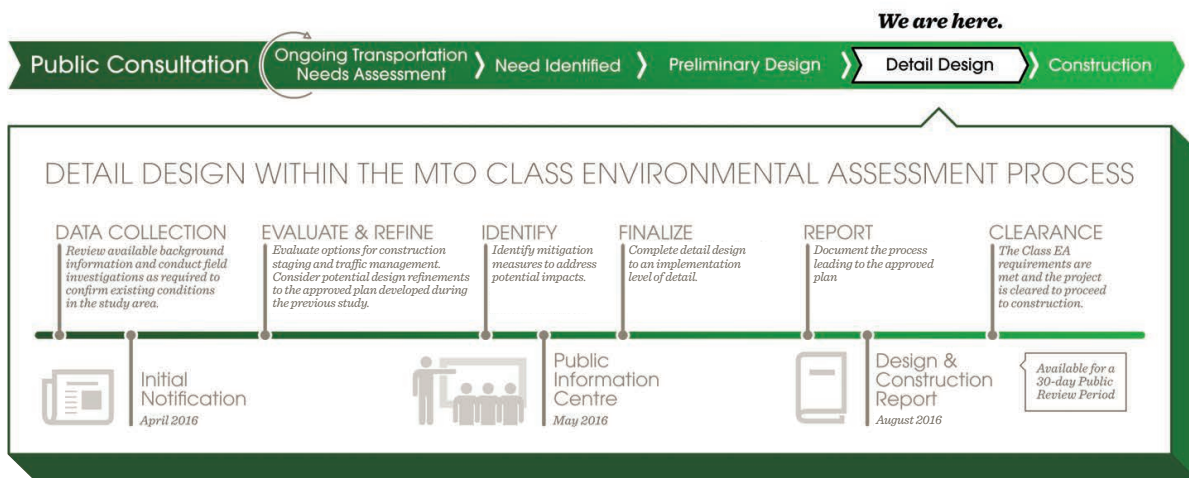 We are here.
Public Consultation
Ongoing Transportation
Needs Assessment
Need Identified
Preliminary Design
Detail Design
Construction
DETAIL DESIGN WITHIN THE MTO CLASS ENVIRONMENTAL ASSESSMENT PROCESS
DATA COLLECTION
Review available background
information and conduct field
investigations as required to
confirm existing conditions
in the study area.
EVALUATE & REFINE
Evaluate options for construction
staging and traffic management.
Consider potential design refinements
to the approved plan developed during
the previous study.
IDENTIFY
Identify mitigation
measures to address
potential impacts.
FINALIZE
Complete detail design
to an implementation
level of detail.
REPORT
Document the process
leading to the approved
plan
CLEARANCE
The Class EA
requirements are
met and the project
is cleared to proceed
to construction.
Initial
Notification
April 2016
Public
Information
Centre
May 2016
Design &
Construction
Report
August 2016
Available for a
30-day Public
Review Period